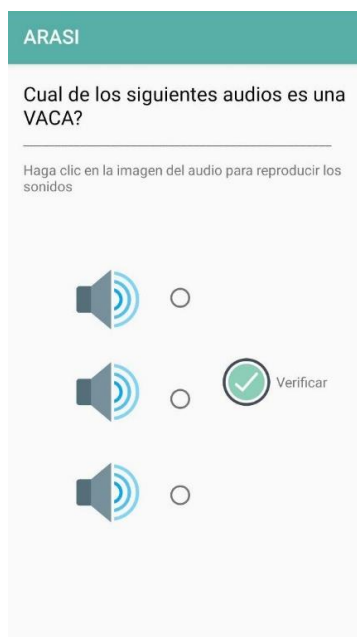 ARASI
Cual de los siguientes audios es una
VACA?
Haga clic en la imagen del audio para reproducir los
sonidos
Verificar